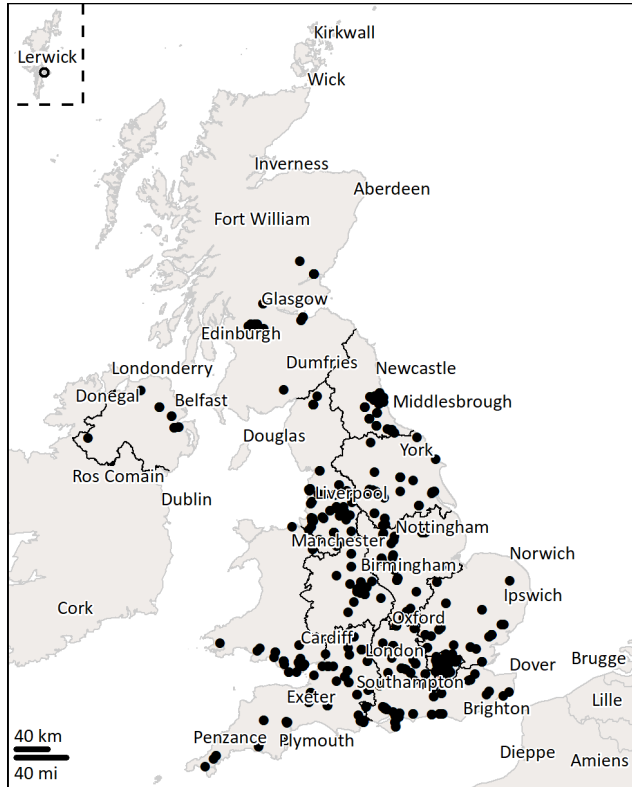 Kirkwall
Lerwick
Wick
Inverness
Aberdeen
Fort William
Glasgow
Edinburgh
Dumfries
Londonderry
Newcastle
Donegal
Belfast
Middlesbrough
Douglas
York
Ros Comain
Liverpool
Dublin
Nottingham
Manchester
Norwich
Birmingham
Ipswich
Cork
Oxford
Cardiff
London
Dover
Brugge
Southampton
Exeter
Lille
Brighton
Penzance
Plymouth
40 km
Dieppe
Amiens
40 mi